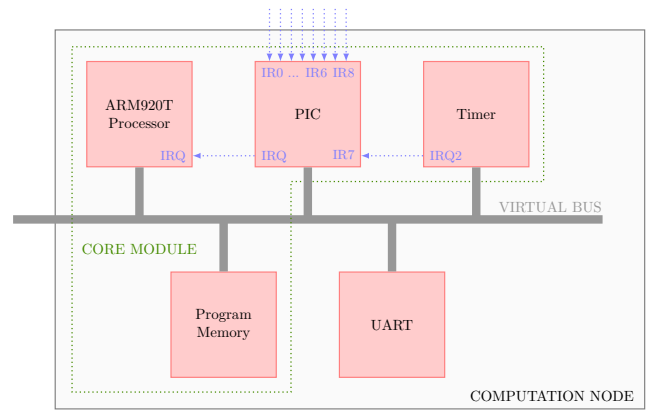 IR0 ... IR6 IR8
ARM920T
Processor
PIC
Timer
IRQ
IRQ
IR7
IRQ2
VIRTUAL BUS
CORE MODULE
Program
Memory
UART
COMPUTATION NODE